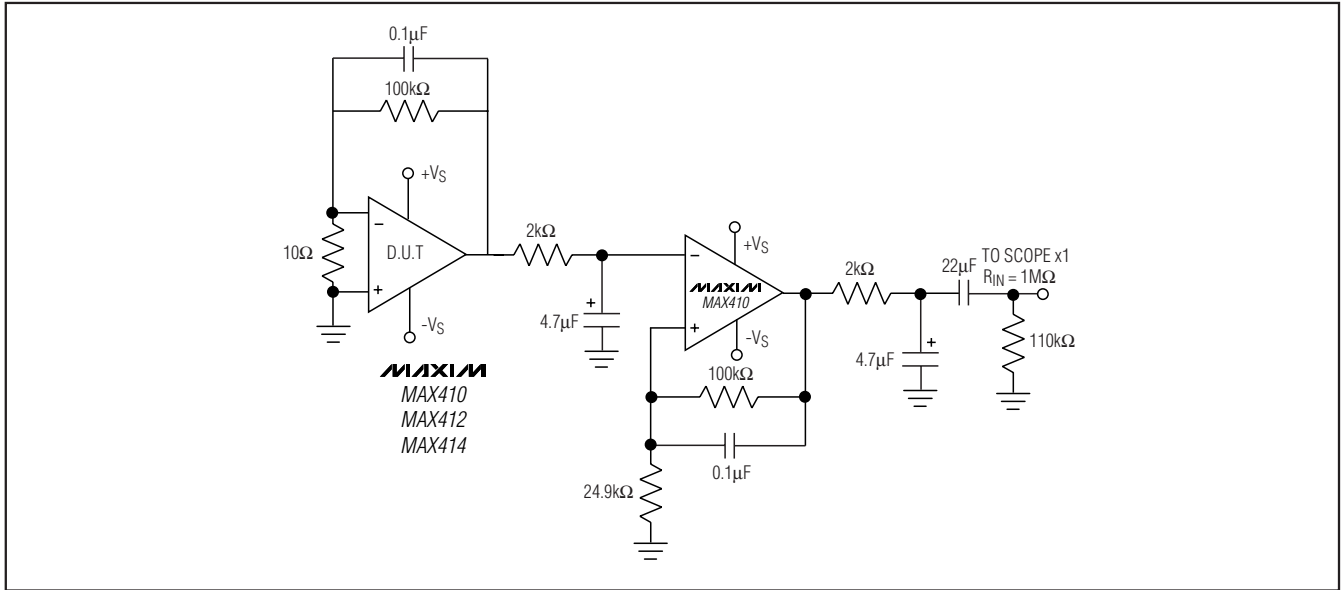 0.1μF
100kΩ
+VS
10Ω
−
D.U.T
+
-VS
MAXIM
MAX410
MAX412
MAX414
2kΩ
+
4.7μF
+VS
−
MAXIM
MAX410
+
-VS
100kΩ
0.1μF
24.9kΩ
2kΩ
+
4.7μF
22μF
TO SCOPE x1
RIN = 1MΩ
110kΩ